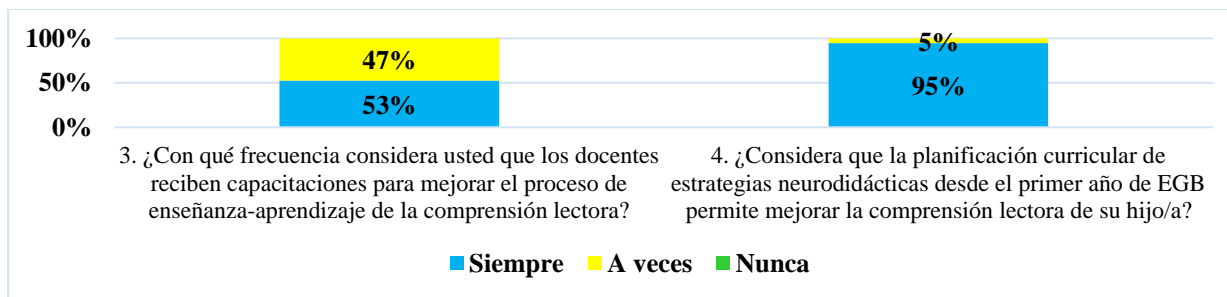 100%
50%
0%
47%
53%
5%
95%
3. ¿Con qué frecuencia considera usted que los docentes
reciben capacitaciones para mejorar el proceso de
enseñanza-aprendizaje de la comprensión lectora?
4. ¿Considera que la planificación curricular de
estrategias neurodidácticas desde el primer año de EGB
permite mejorar la comprensión lectora de su hijo/a?
Siempre A veces Nunca